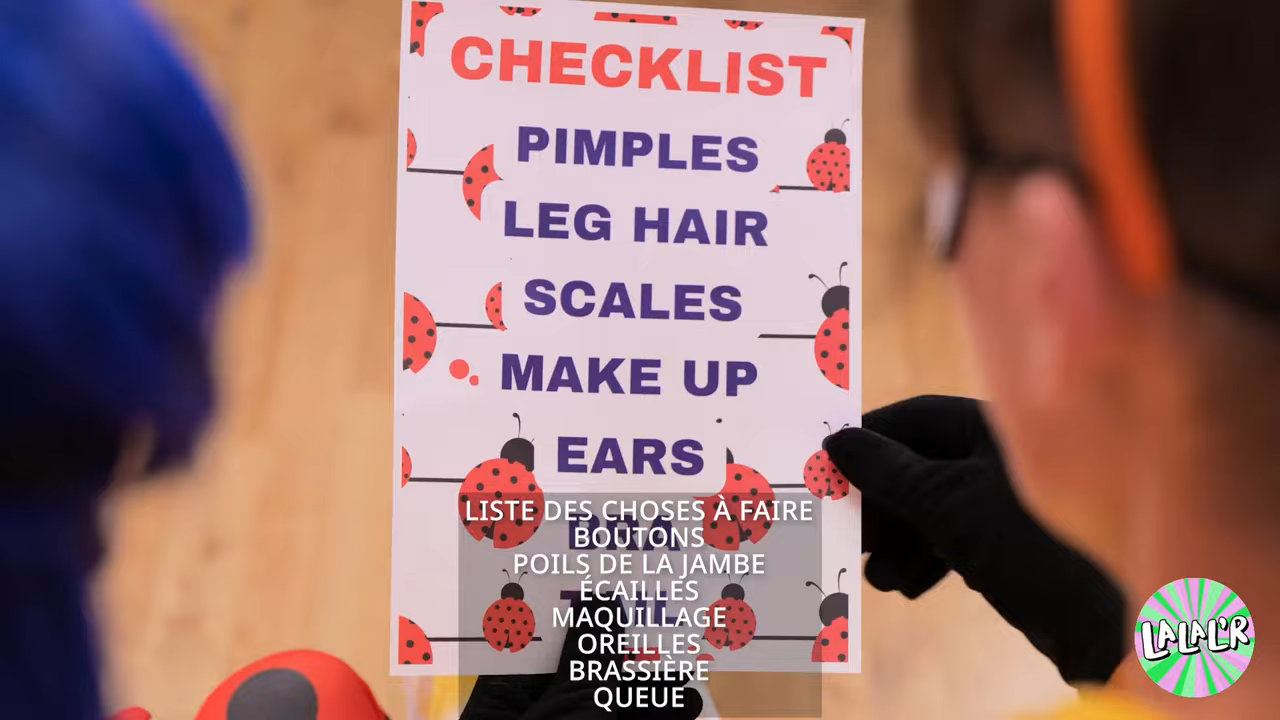 CHECKLIST
PIMPLES
LEG HAIR
SCALES
MAKE UP
EARS
BRA
LISTE DES CHOSES À FAIRE
BOUTONS
POILS DE LA JAMBE
ÉCAILLES
MAQUILLAGE
OREILLES
BRASSIÈRE
QUEUE
LALAL'R